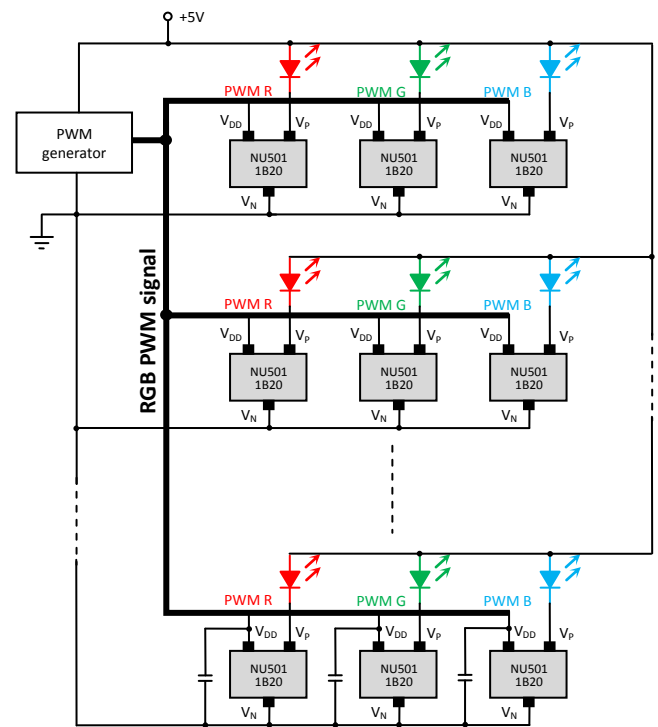 +5V
PWM R
PWM G
PWM B
PWM
generator
VDD
VP
VDD
VP
VDD
VP
NU501
1B20
NU501
1B20
NU501
1B20
VN
VN
VN
RGB PWM signal
PWM R
PWM G
PWM B
VDD
VP
VDD
VP
VDD
VP
NU501
1B20
NU501
1B20
NU501
1B20
VN
VN
VN
PWM R
PWM G
PWM B
VDD
VP
VDD
VP
VDD
VP
NU501
1B20
NU501
1B20
NU501
1B20
VN
VN
VN